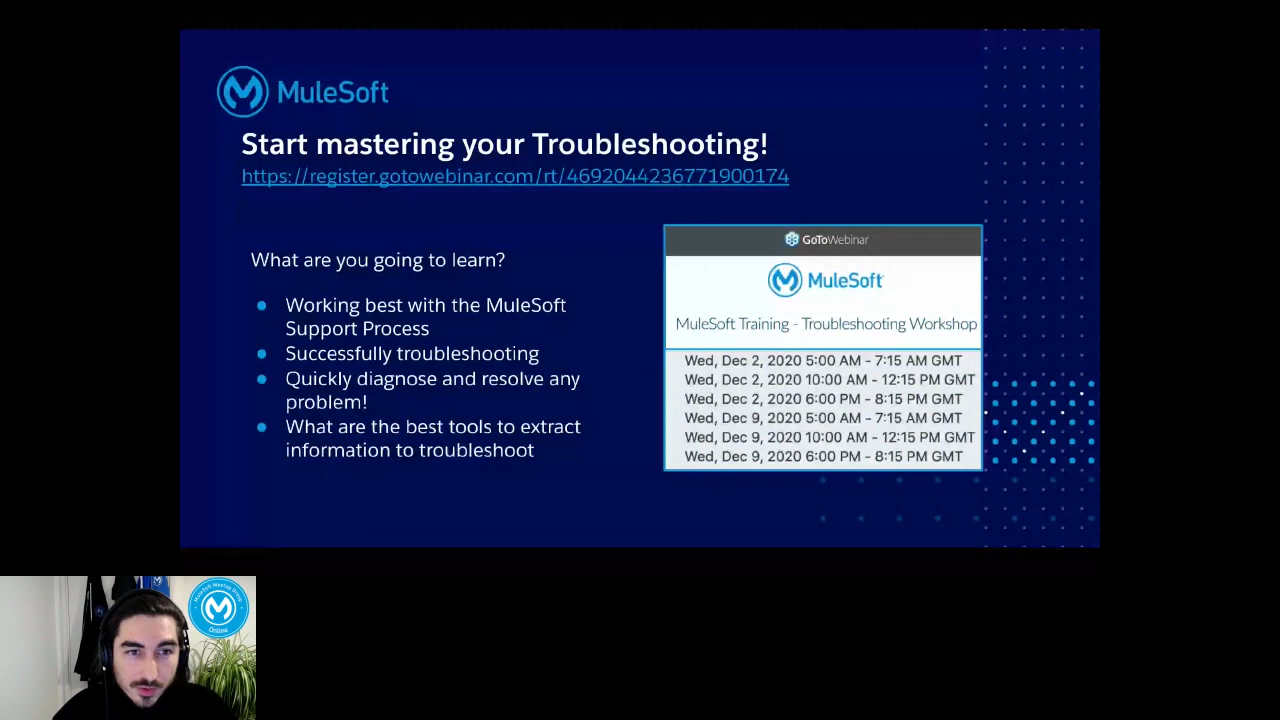 MuleSoft
Start mastering your Troubleshooting!
https://register.gotowebinar.com/rt/4692044236771900174
What are you going to learn?
● Working best with the MuleSoft
Support Process
● Successfully troubleshooting
● Quickly diagnose and resolve any
problem!
● What are the best tools to extract
information to troubleshoot
GoToWebinar
MuleSoft
MuleSoft Training - Troubleshooting Workshop
Wed, Dec 2, 2020 5:00 AM - 7:15 AM GMT
Wed, Dec 2, 2020 10:00 AM - 12:15 PM GMT
Wed, Dec 2, 2020 6:00 PM - 8:15 PM GMT
Wed, Dec 9, 2020 5:00 AM - 7:15 AM GMT
Wed, Dec 9, 2020 10:00 AM - 12:15 PM GMT
Wed, Dec 9, 2020 6:00 PM - 8:15 PM GMT
MuleSoft Meetup Group
Online